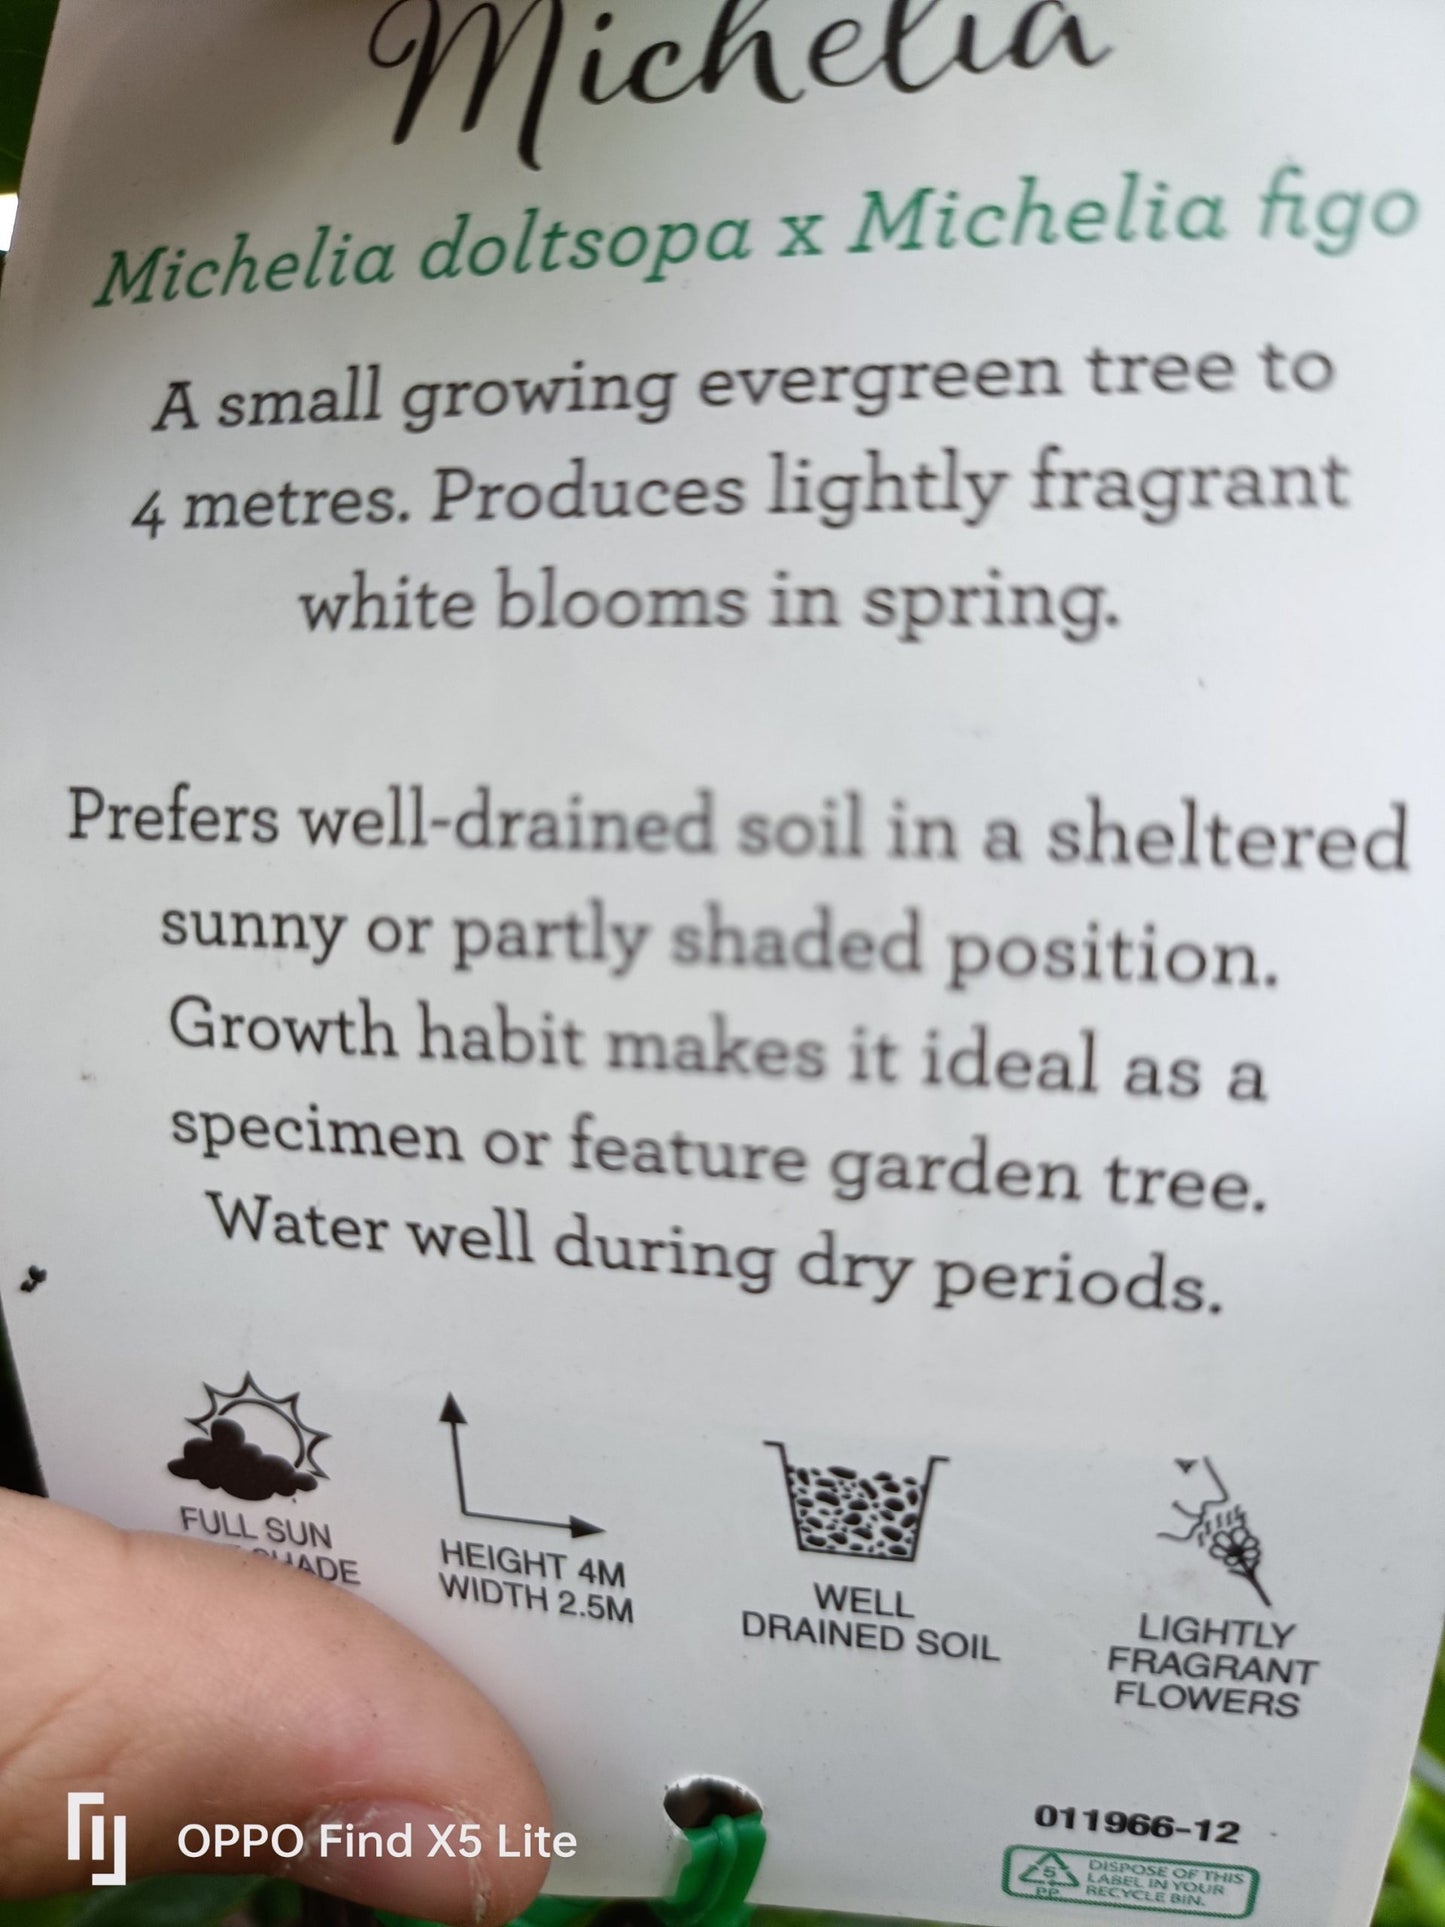 Michelia
Michelia doltsopa x Michelia figo
A small growing evergreen tree to
4 metres. Produces lightly fragrant
white blooms in spring.
Prefers well-drained soil in a sheltered
sunny or partly shaded position.
Growth habit makes it ideal as a
specimen or feature garden tree.
Water well during dry periods.
FULL SUN
SHADE
HEIGHT 4M
WIDTH 2.5M
WELL
DRAINED SOIL
LIGHTLY
FRAGRANT
FLOWERS
011966-12
5
PP
DISPOSE OF THIS
LABEL IN YOUR
RECYCLE BIN.
OPPO Find X5 Lite